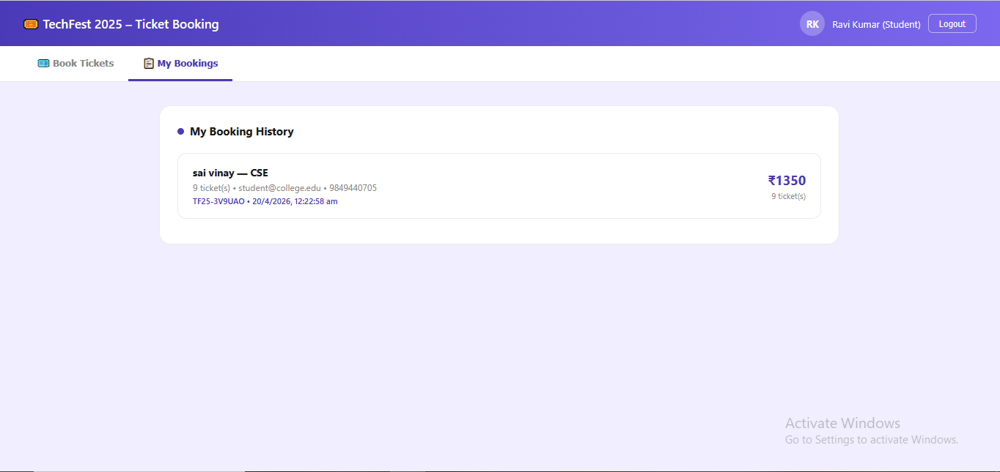 TechFest 2025 – Ticket Booking
RK Ravi Kumar (Student) Logout
Book Tickets My Bookings
My Booking History
sai vinay — CSE
9 ticket(s) • student@college.edu • 9849440705
TF25-3V9UAO • 20/4/2026, 12:22:58 am
₹1350
9 ticket(s)
Activate Windows
Go to Settings to activate Windows.